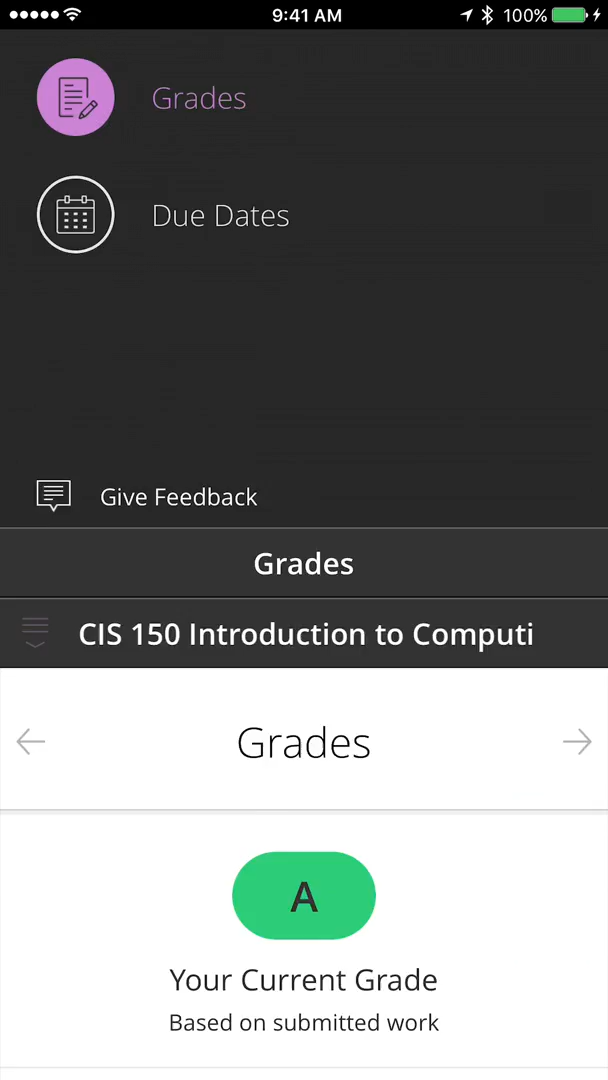 9:41 AM
100%
Grades
Due Dates
Give Feedback
Grades
CIS 150 Introduction to Computi
Grades
A
Your Current Grade
Based on submitted work